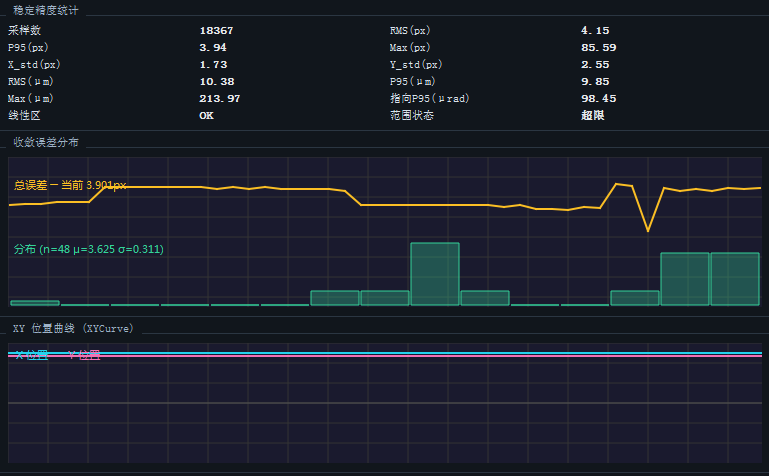 稳定精度统计
采样数 18367 RMS(px) 4.15
P95(px) 3.94 Max(px) 85.59
X_std(px) 1.73 Y_std(px) 2.55
RMS(μm) 10.38 P95(μm) 9.85
Max(μm) 213.97 指向P95(μrad) 98.45
线性区 OK 范围状态 超限
收敛误差分布
总误差 — 当前 3.901px
分布 (n=48 μ=3.625 σ=0.311)
XY 位置曲线 (XYCurve)
X 位置 Y 位置